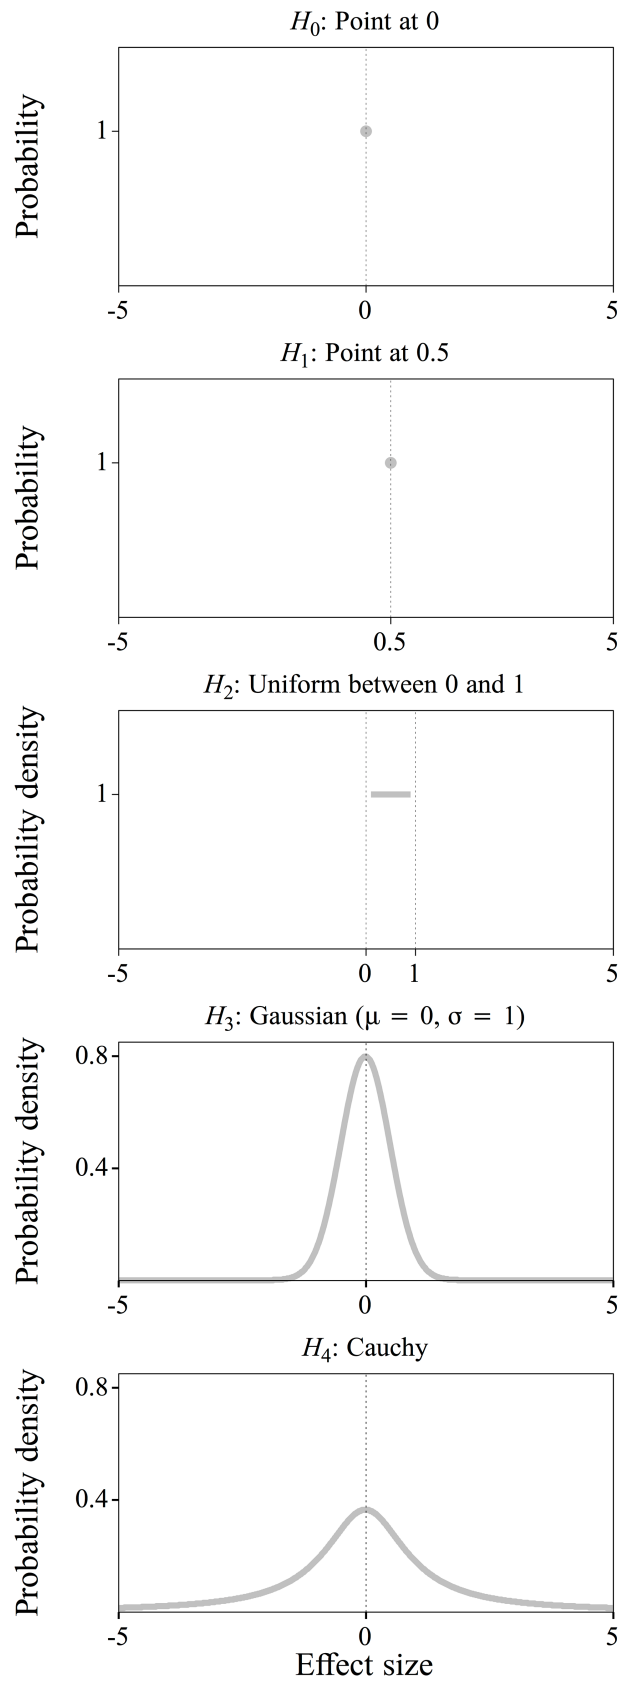 H0: Point at 0
Probability
1
-5 0 5
H1: Point at 0.5
Probability
1
-5 0.5 5
H2: Uniform between 0 and 1
Probability density
1
-5 0 1 5
H3: Gaussian (μ = 0, σ = 1)
Probability density
0.8
0.4
-5 0 5
H4: Cauchy
Probability density
0.8
0.4
-5 0 5
Effect size